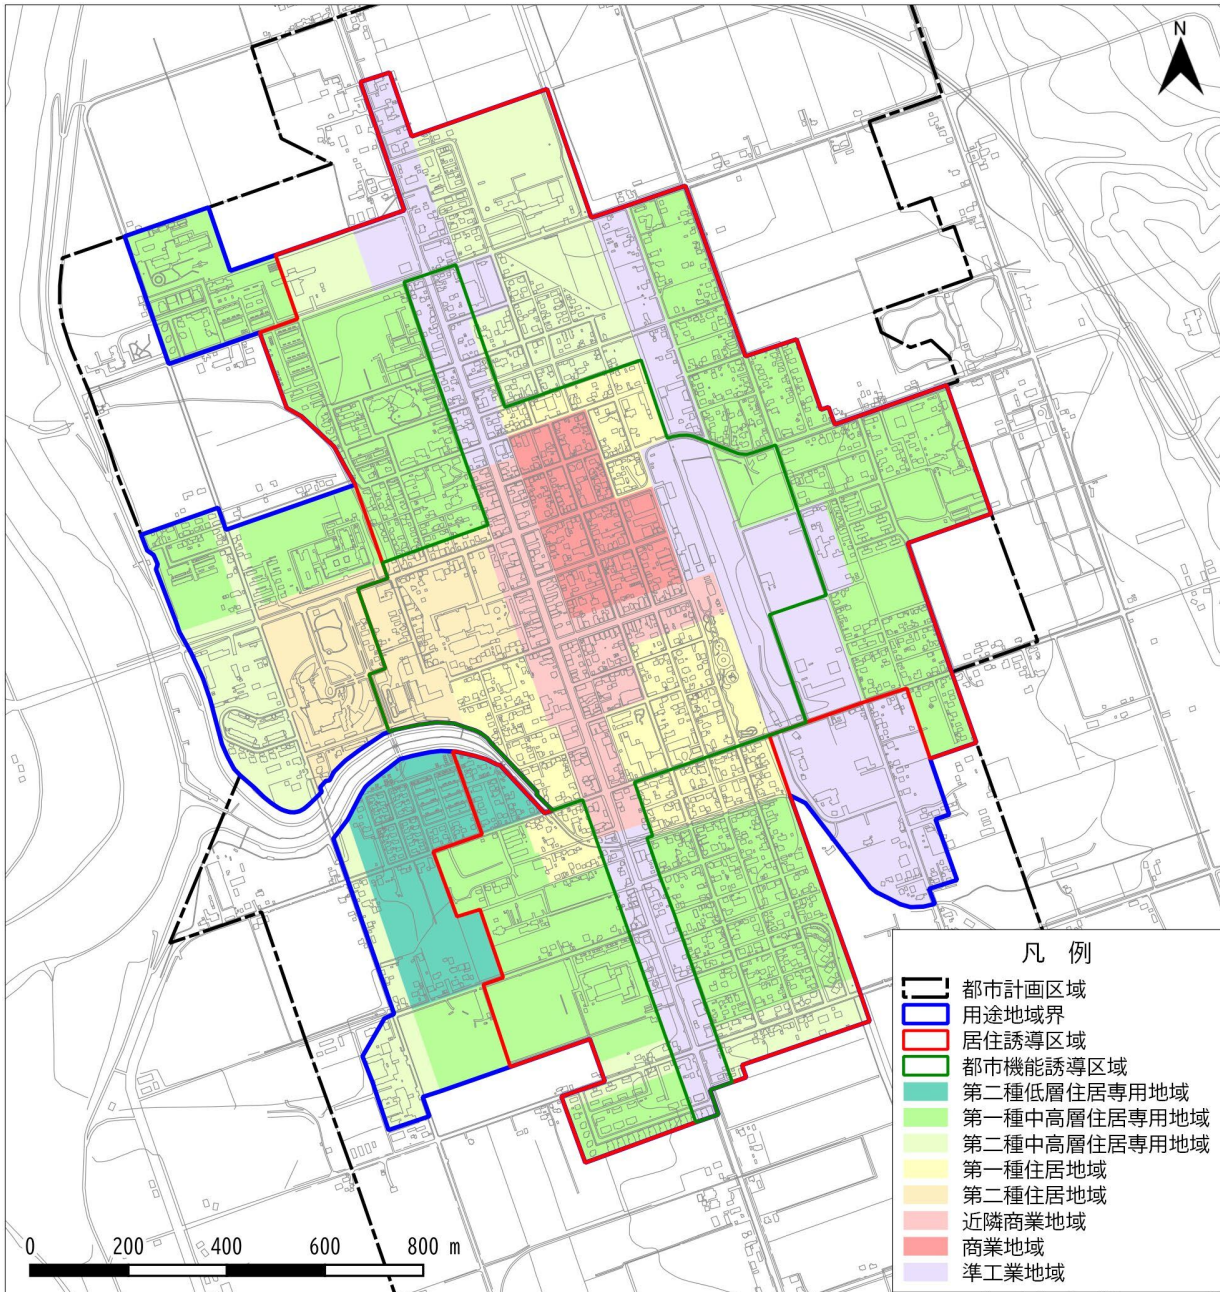 N
凡 例
都市計画区域
用途地域界
居住誘導区域
都市機能誘導区域
第二種低層住居専用地域
第一種中高層住居専用地域
第二種中高層住居専用地域
第一種住居地域
第二種住居地域
近隣商業地域
商業地域
準工業地域
0 200 400 600 800 m